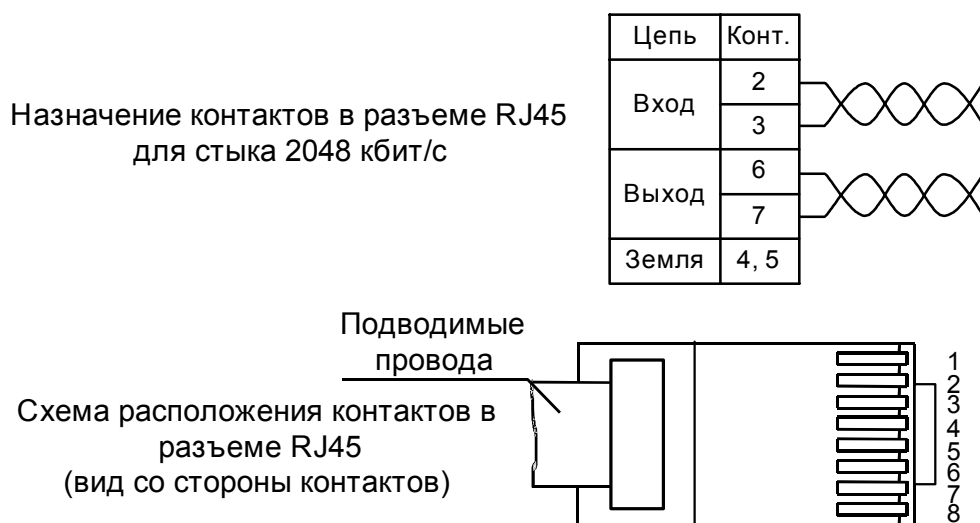 Назначение контактов в разъеме RJ45
для стыка 2048 кбит/с
Цепь Конт.
Вход 2
3
Выход 6
7
Земля 4, 5
Подводимые
провода
Схема расположения контактов в
разъеме RJ45
(вид со стороны контактов)
1
2
3
4
5
6
7
8